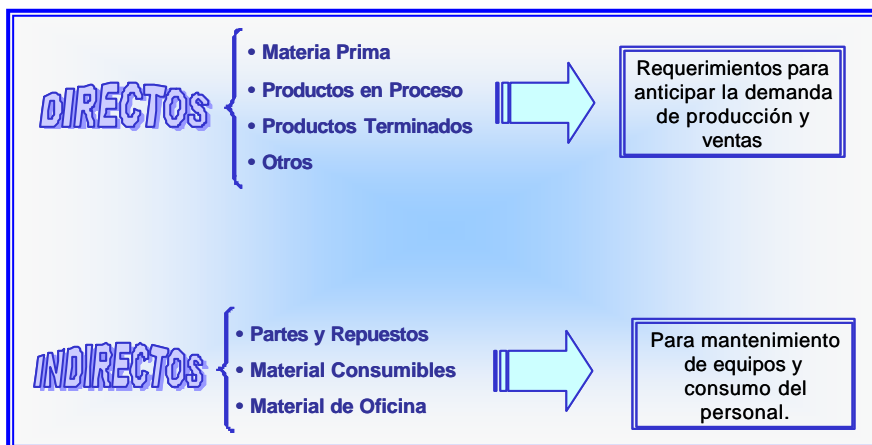 DIRECTOS
• Materia Prima
• Productos en Proceso
• Productos Terminados
• Otros
Requerimientos para
anticipar la demanda
de producción y
ventas
INDIRECTOS
• Partes y Repuestos
• Material Consumibles
• Material de Oficina
Para mantenimiento
de equipos y
consumo del
personal.